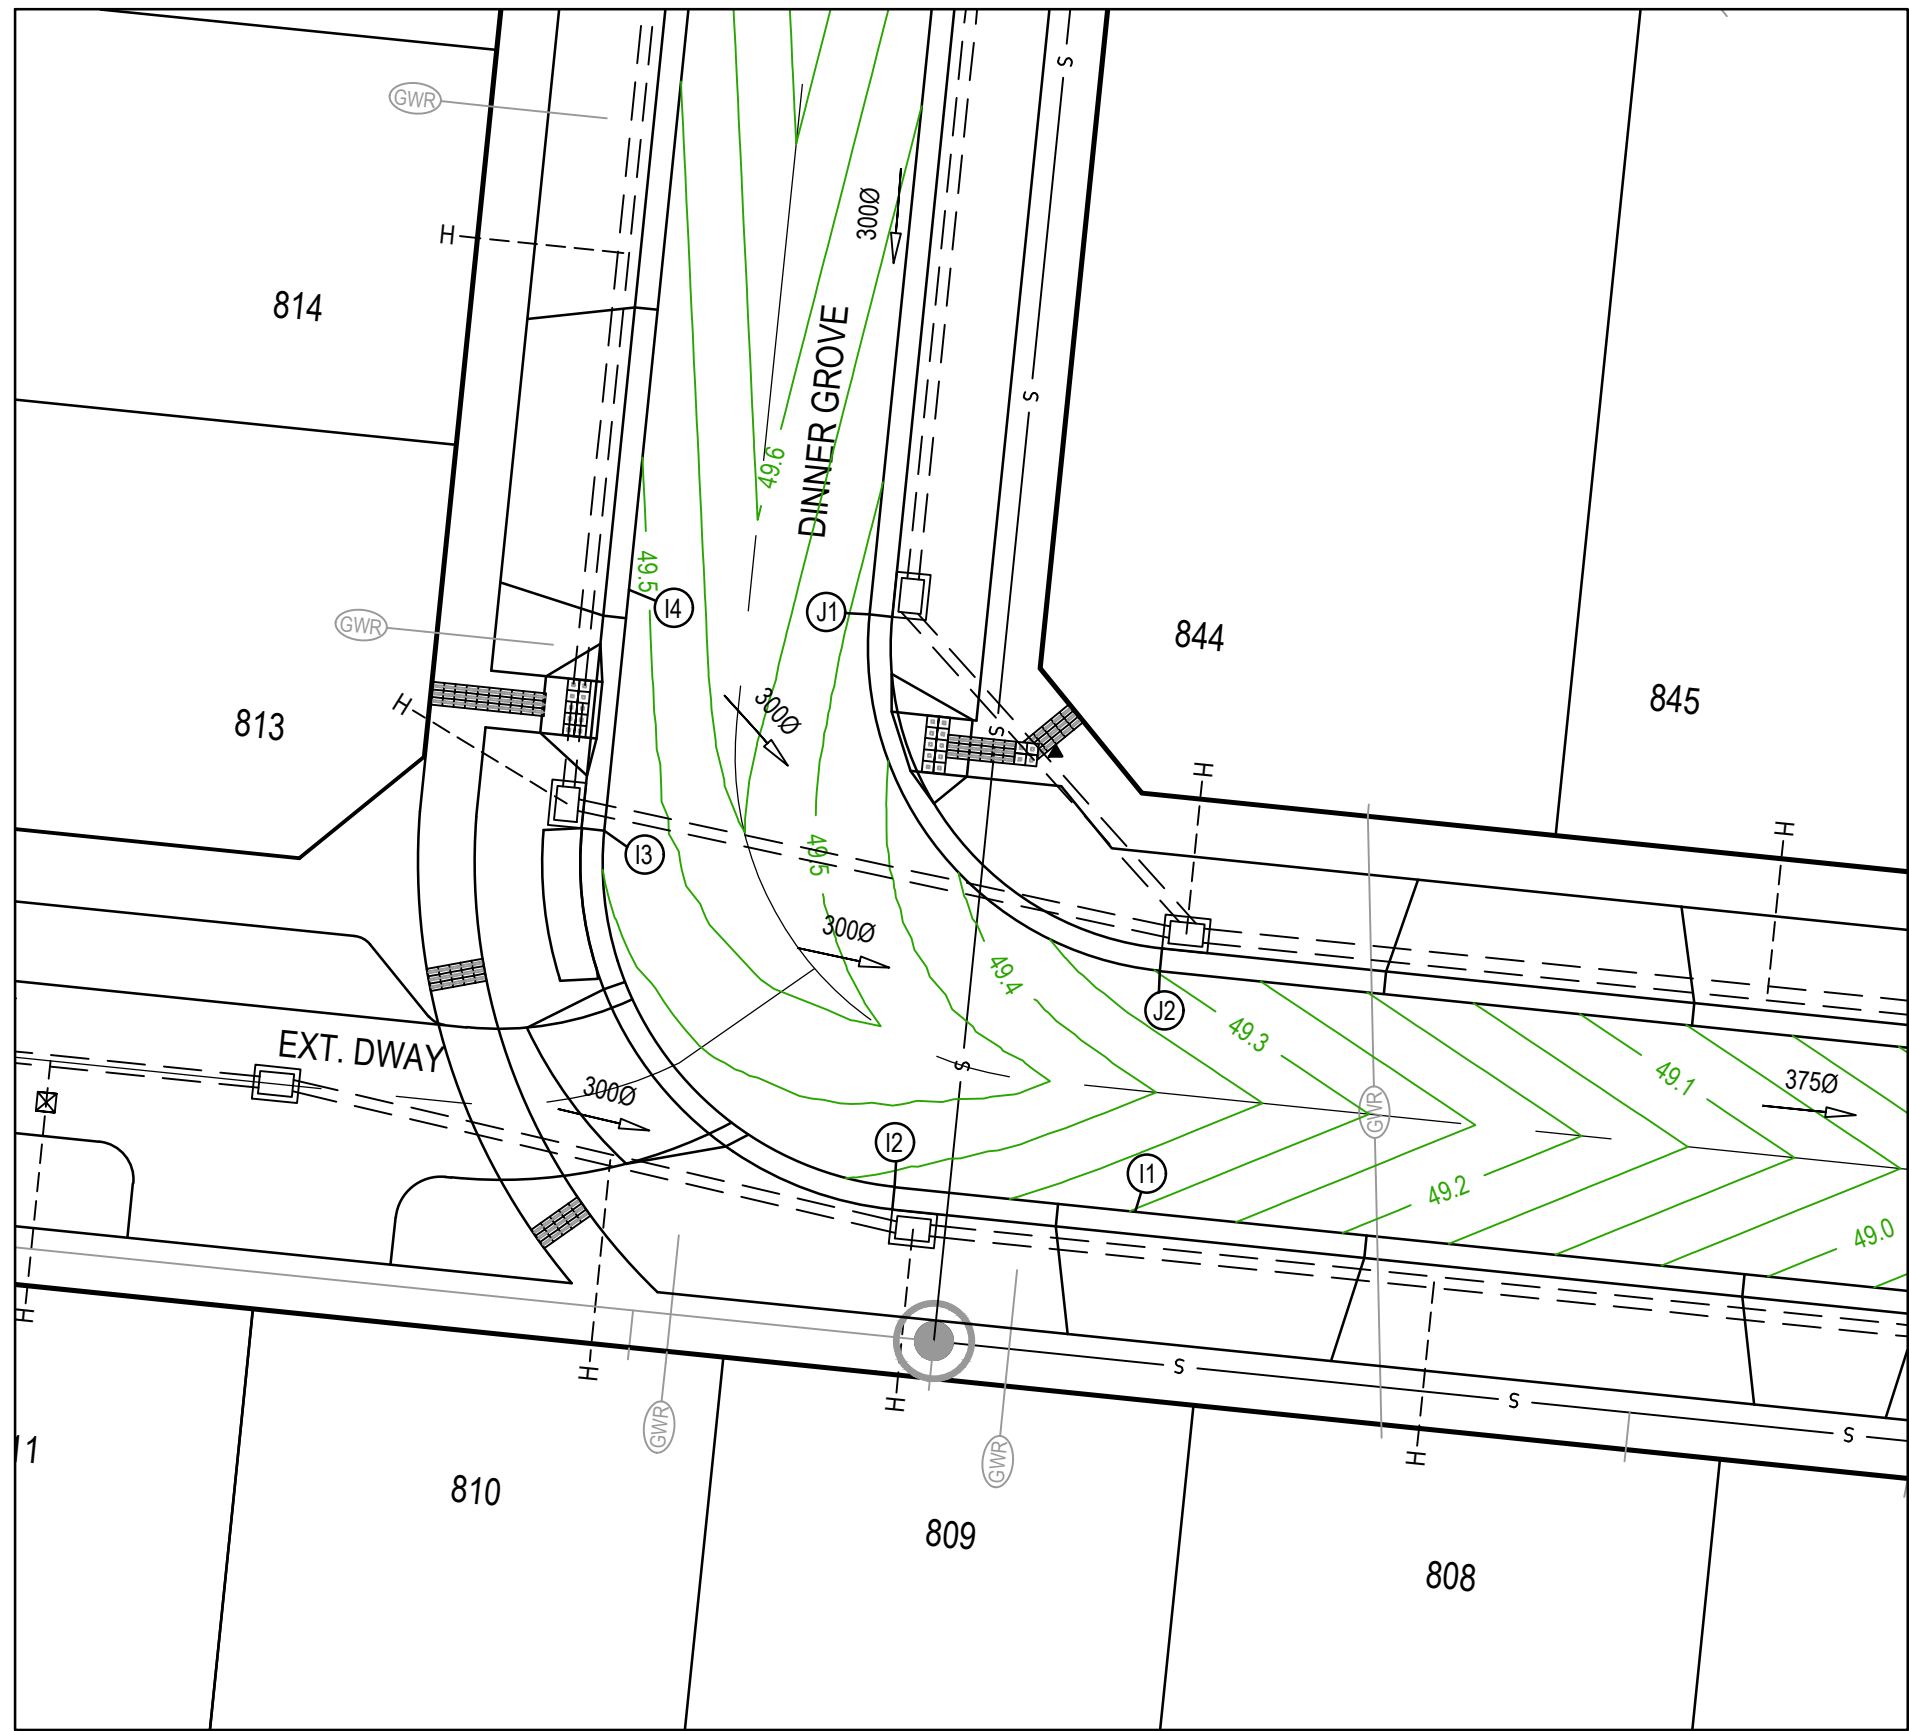 S
GWR
300Ø
H
814
DINNER GROVE
S
49.6
49.5
I4
J1
GWR
844
845
H
300Ø
813
S
H
H
49.5
I3
300Ø
49.4
J2
49.3
EXT. DWAY
S
49.1
375Ø
300Ø
GWR
I2
I1
49.2
49.0
H
H
S
H
S
S
GWR
GWR
H
11
810
809
808